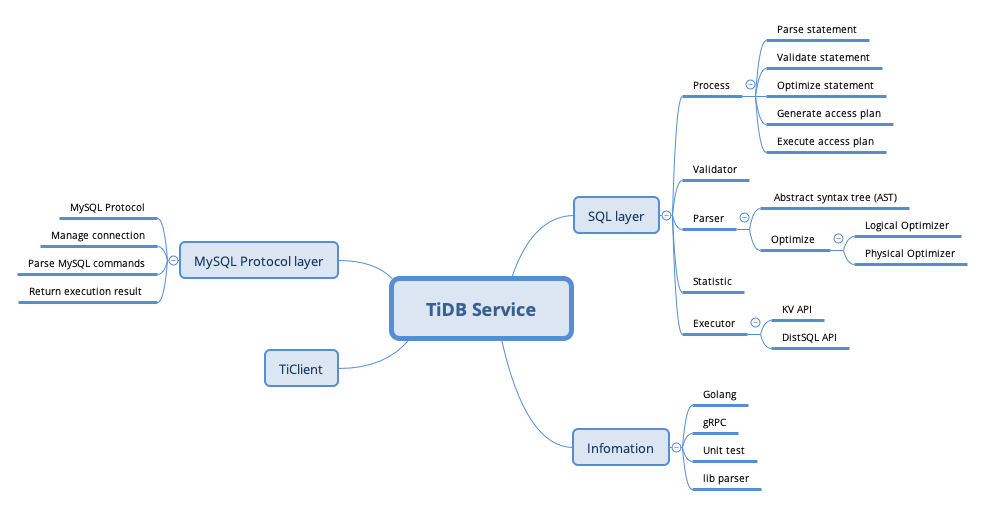 TiDB Service
SQL layer
Process
Parse statement
Validate statement
Optimize statement
Generate access plan
Execute access plan
Validator
Parser
Abstract syntax tree (AST)
Optimize
Logical Optimizer
Physical Optimizer
Statistic
Executor
KV API
DistSQL API
Infomation
Golang
gRPC
Unit test
lib parser
MySQL Protocol layer
MySQL Protocol
Manage connection
Parse MySQL commands
Return execution result
TiClient